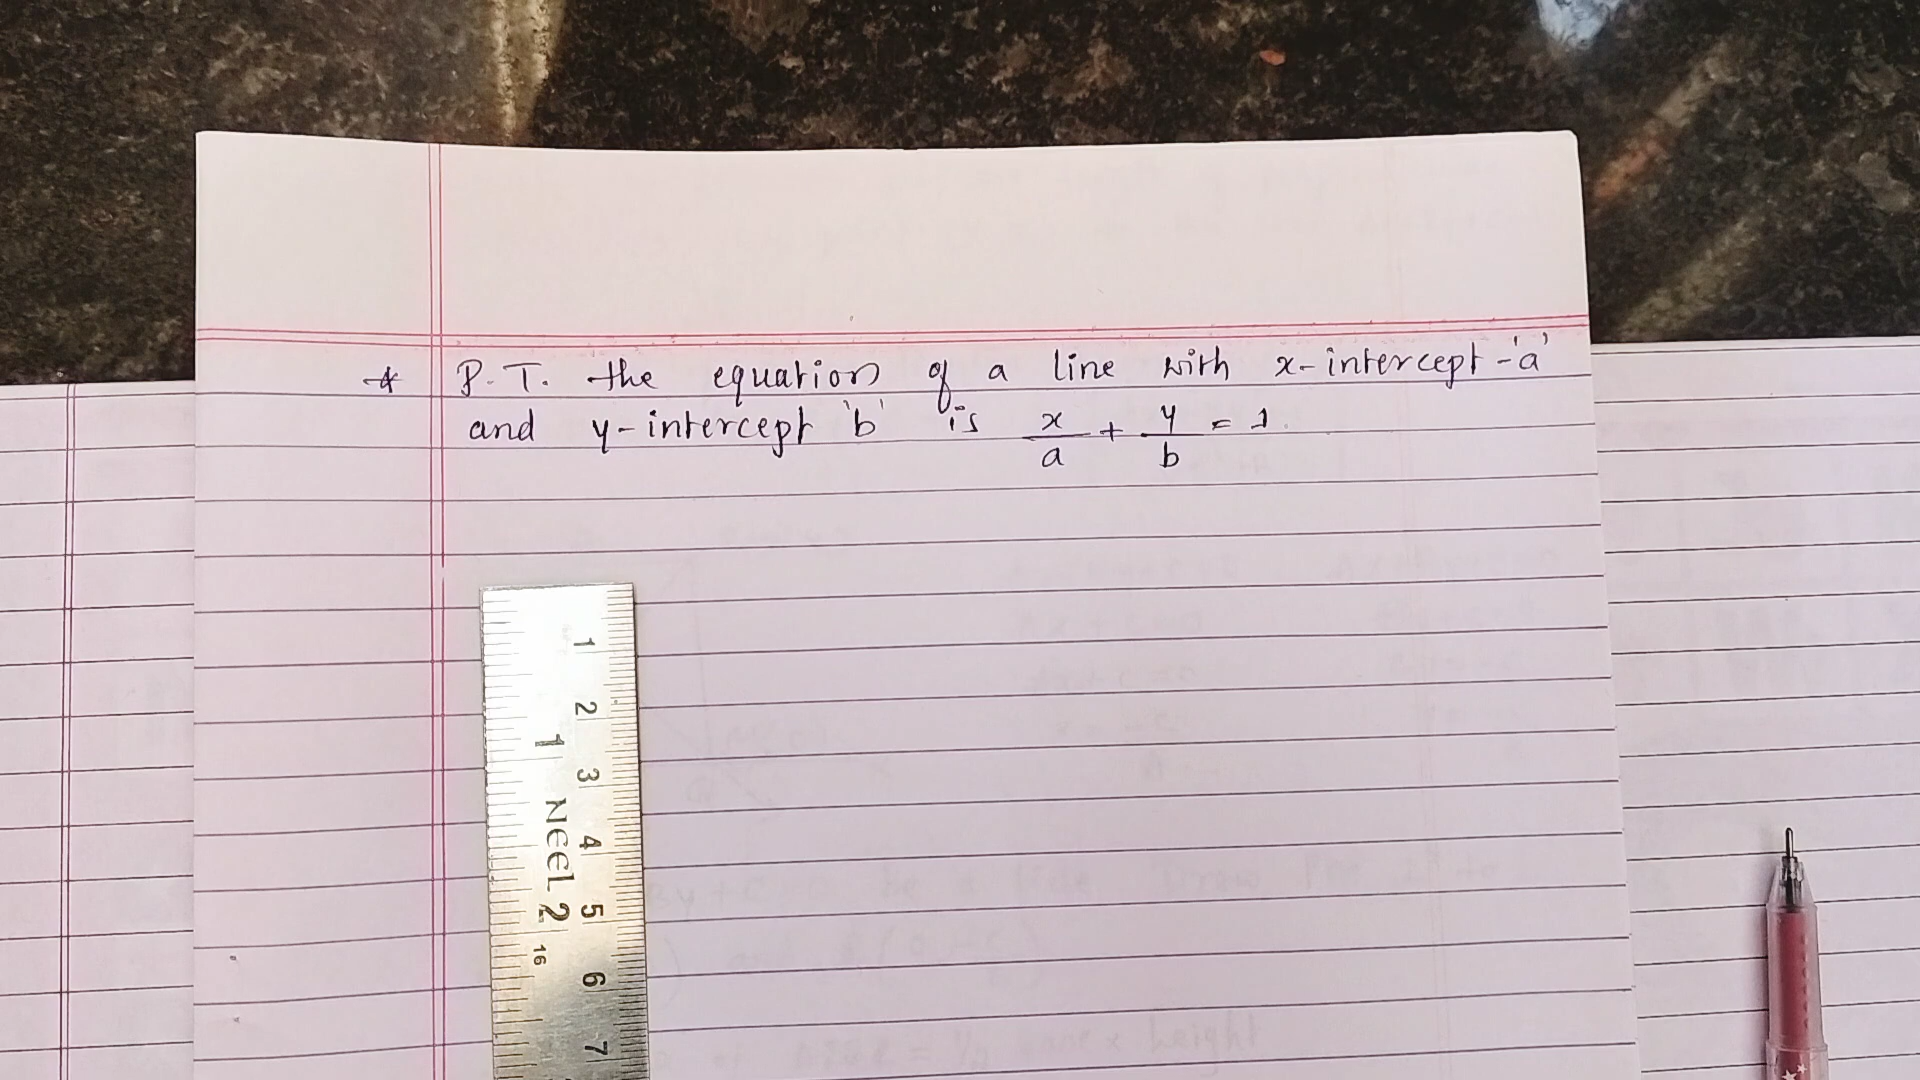 * P.T. the equation of a line with x-intercept-'a'
and y-intercept 'b' is x/a + y/b = 1.
1 2 3 4 5 6 7
1 NEEL 2
16